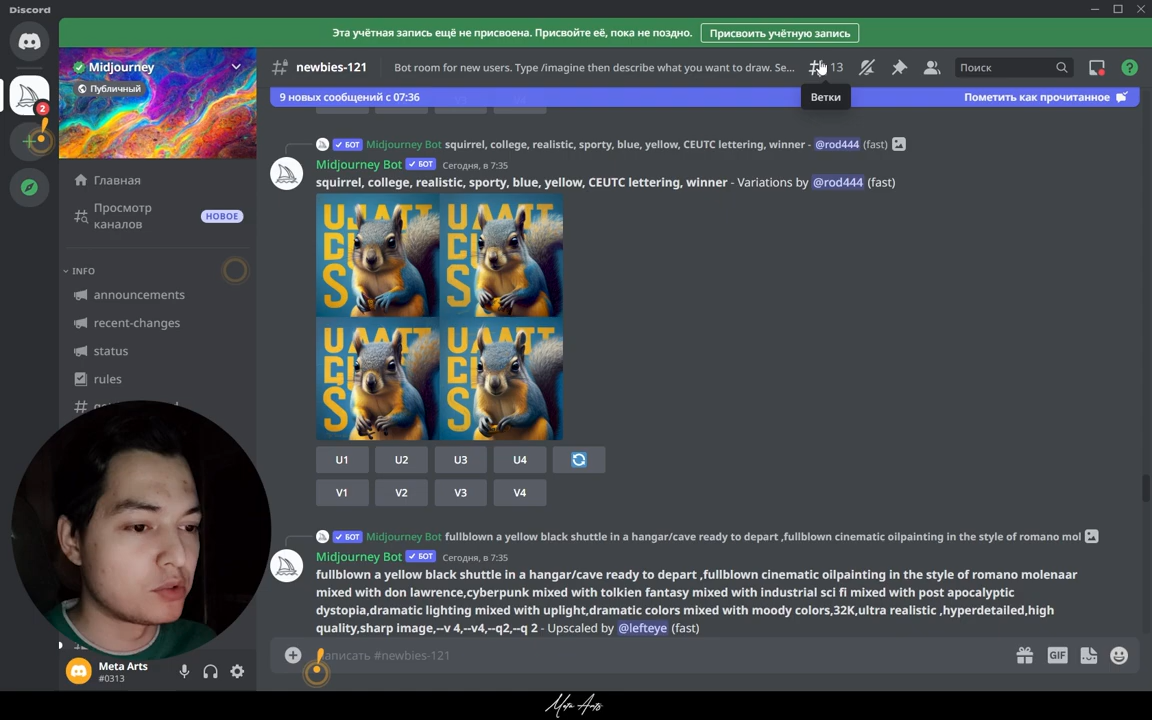 Discord
Эта учётная запись ещё не присвоена. Присвойте её, пока не поздно.
Присвоить учётную запись
Midjourney
Публичный
newbies-121
Bot room for new users. Type /imagine then describe what you want to draw. Se...
13
Поиск
9 новых сообщений с 07:36
Ветки
Пометить как прочитанное
2
Главная
Просмотр каналов
НОВОЕ
INFO
announcements
recent-changes
status
rules
✓ БОТ Midjourney Bot squirrel, college, realistic, sporty, blue, yellow, CEUTC lettering, winner - @rod444 (fast)
Midjourney Bot ✓ БОТ Сегодня, в 7:35
squirrel, college, realistic, sporty, blue, yellow, CEUTC lettering, winner - Variations by @rod444 (fast)
U1 U2 U3 U4
V1 V2 V3 V4
✓ БОТ Midjourney Bot fullblown a yellow black shuttle in a hangar/cave ready to depart ,fullblown cinematic oilpainting in the style of romano mol
Midjourney Bot ✓ БОТ Сегодня, в 7:35
fullblown a yellow black shuttle in a hangar/cave ready to depart ,fullblown cinematic oilpainting in the style of romano molenaar
mixed with don lawrence,cyberpunk mixed with tolkien fantasy mixed with industrial sci fi mixed with post apocalyptic
dystopia,dramatic lighting mixed with uplight,dramatic colors mixed with moody colors,32K,ultra realistic ,hyperdetailed,high
quality,sharp image,--v 4,--v4,--q2,--q 2 - Upscaled by @lefteye (fast)
#newbies-121
GIF
Meta Arts
#0313
Meta Arts